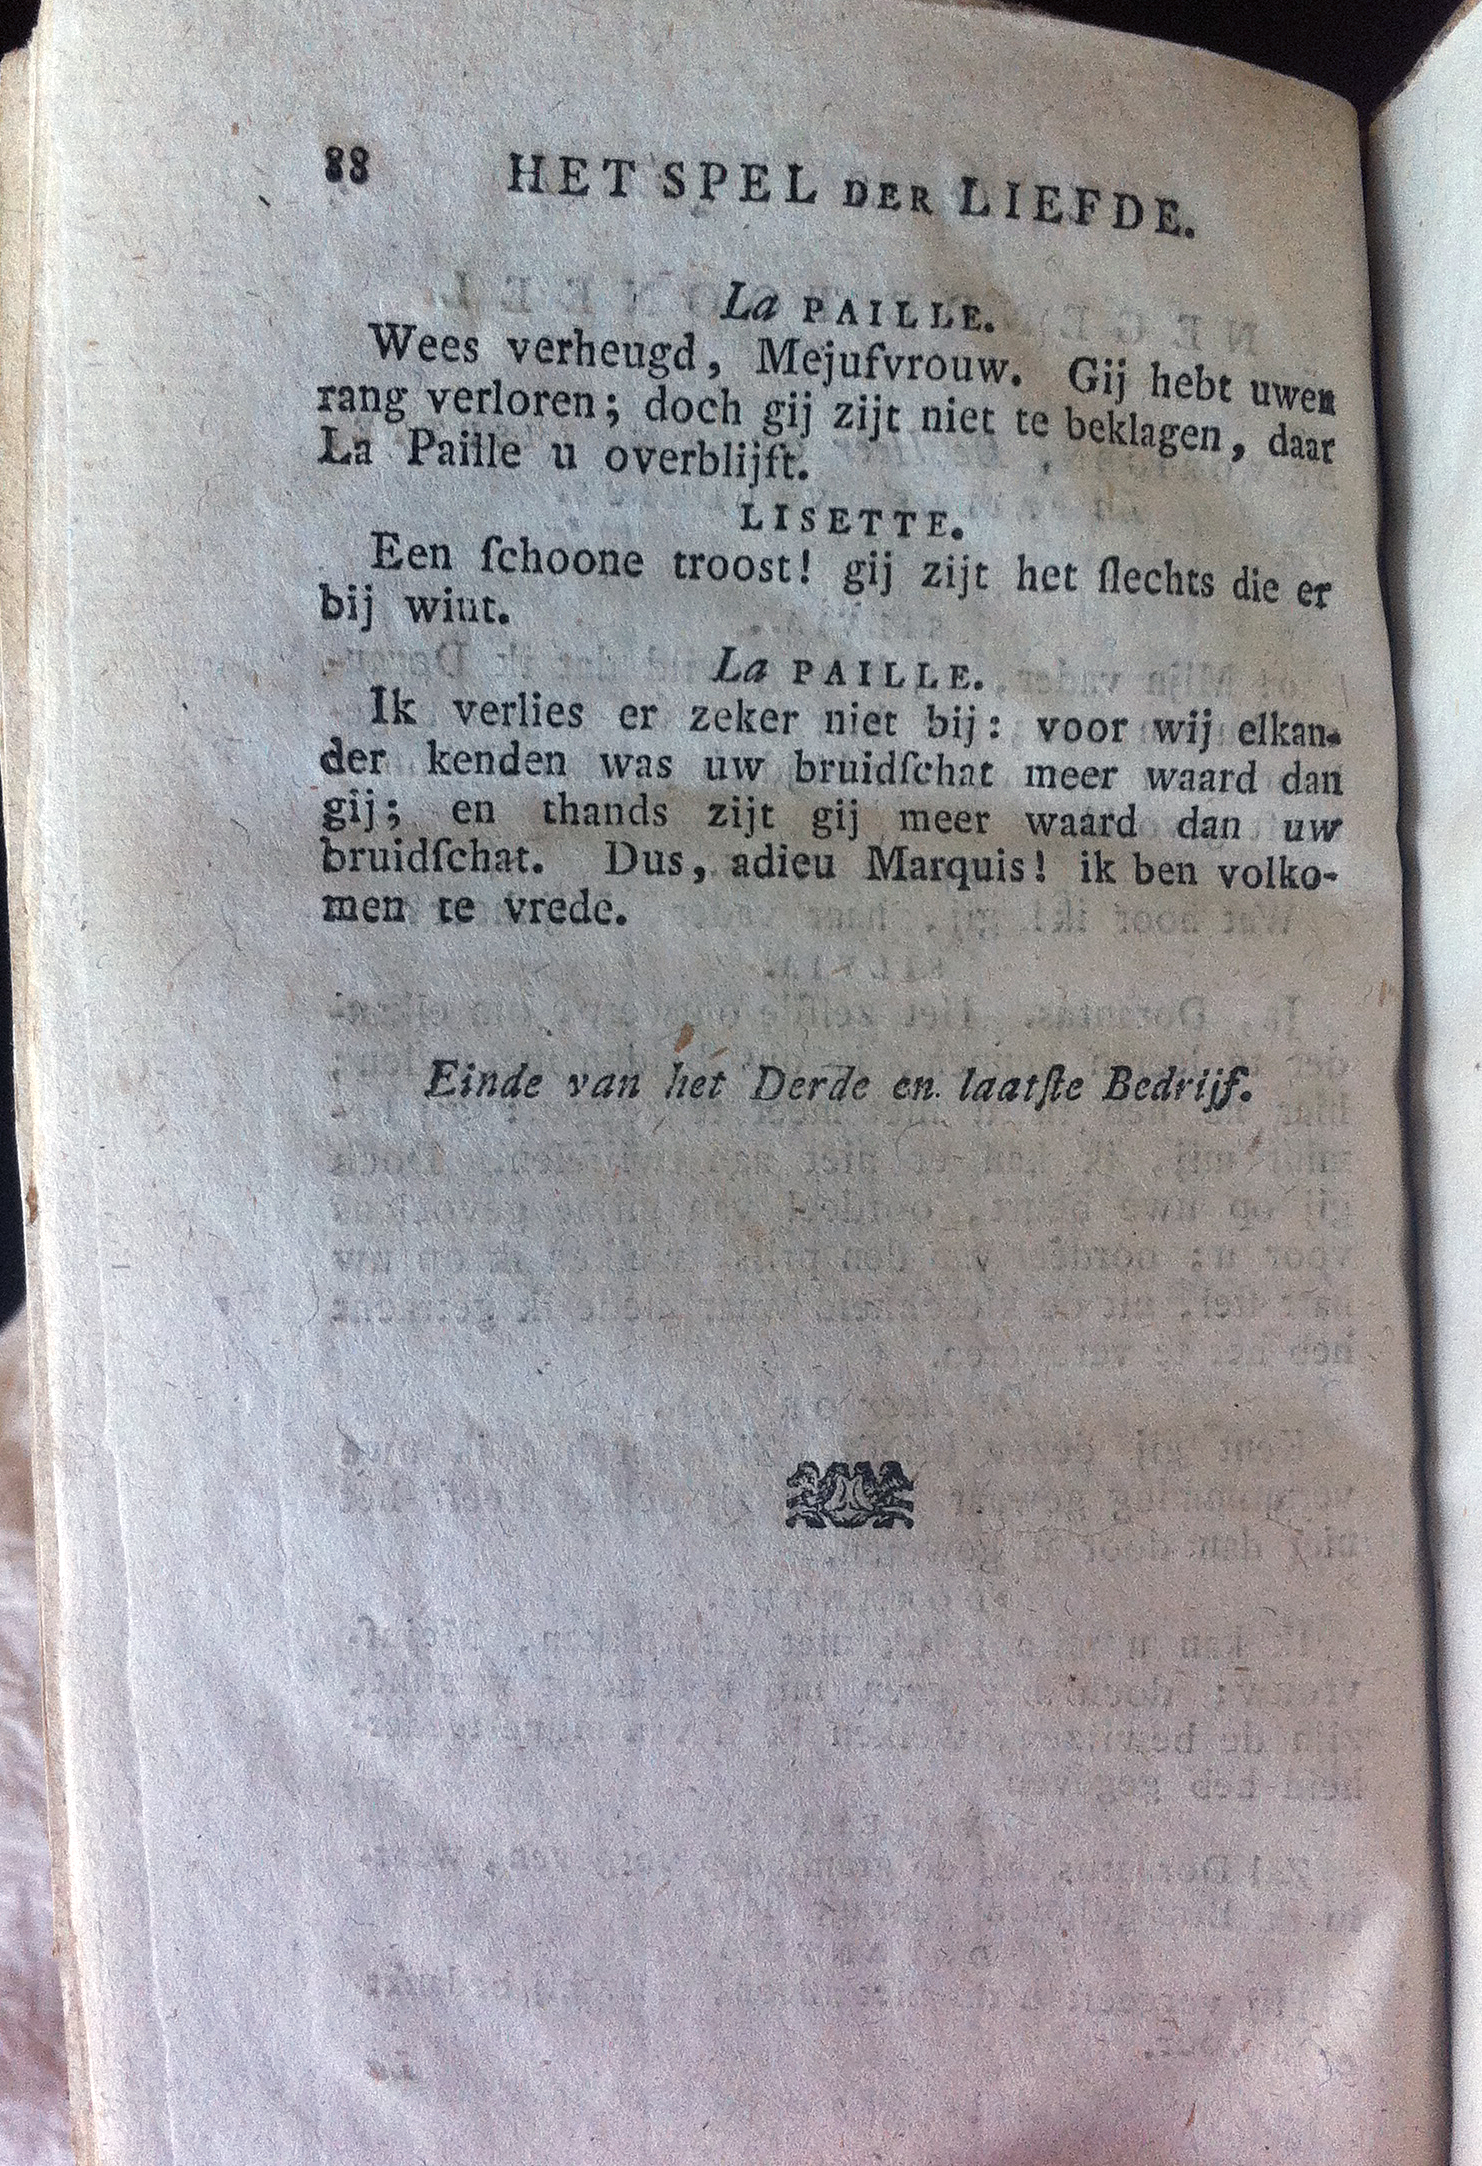 88 HET SPEL DER LIEFDE.
La PAILLE.
Wees verheugd, Mejufvrouw. Gij hebt uwen
rang verloren; doch gij zijt niet te beklagen, daar
La Paille u overblijft.
LISETTE.
Een ſchoone troost! gij zijt het ſlechts die er
bij wint.
La PAILLE.
Ik verlies er zeker niet bij: voor wij elkan-
der kenden was uw bruidſchat meer waard dan
gij; en thands zijt gij meer waard dan uw
bruidſchat. Dus, adieu Marquis! ik ben volko-
men te vrede.
Einde van het Derde en laatſte Bedrijf.